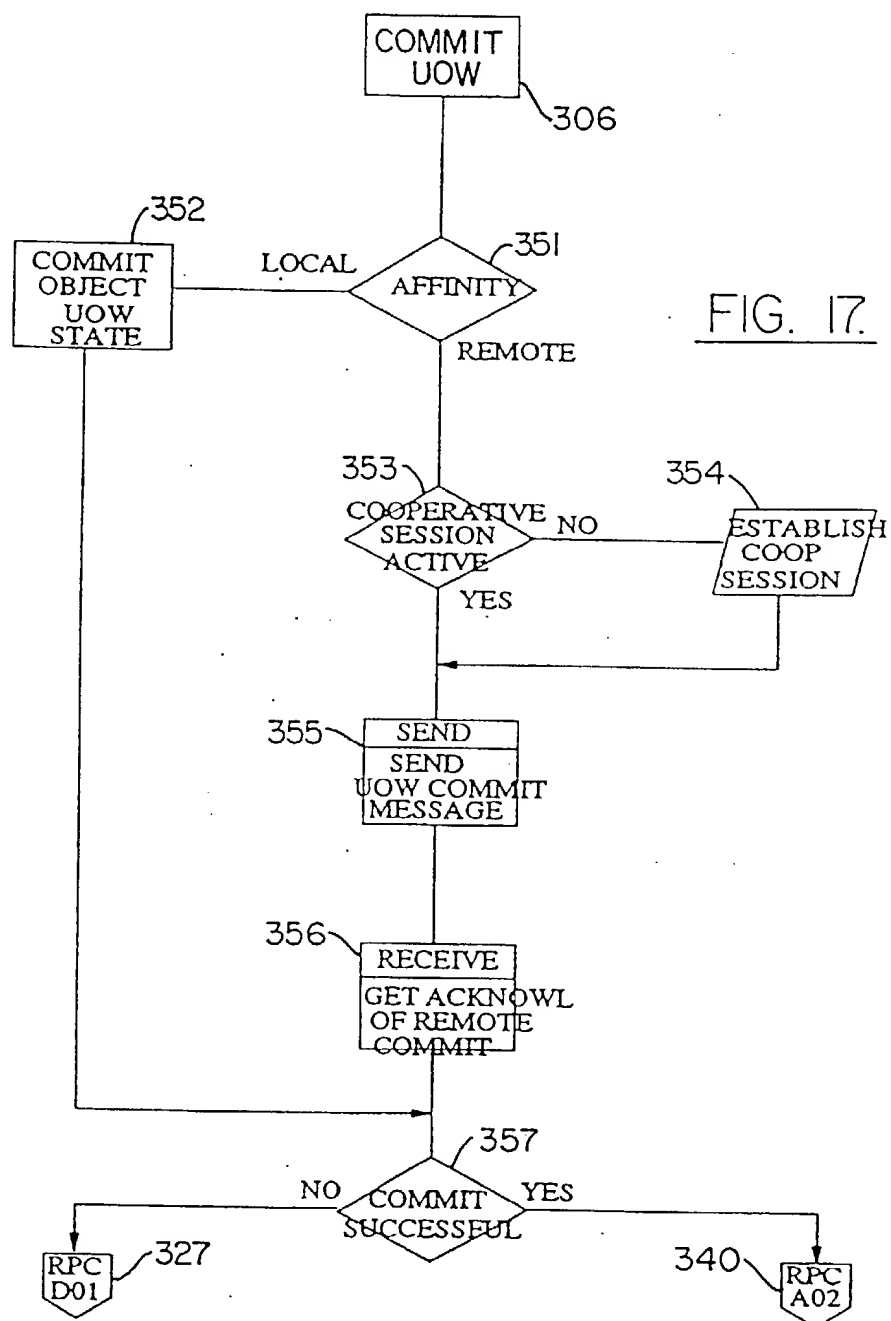 COMMIT
UOW
306
352
COMMIT
OBJECT
UOW
STATE
LOCAL
351
AFFINITY
REMOTE
FIG. 17.
353
COOPERATIVE
SESSION
ACTIVE
NO
YES
354
ESTABLISH
COOP
SESSION
355
SEND
SEND
UOW COMMIT
MESSAGE
356
RECEIVE
GET ACKNOWL
OF REMOTE
COMMIT
357
NO
COMMIT
SUCCESSFUL
YES
RPC
D01
327
340
RPC
A02